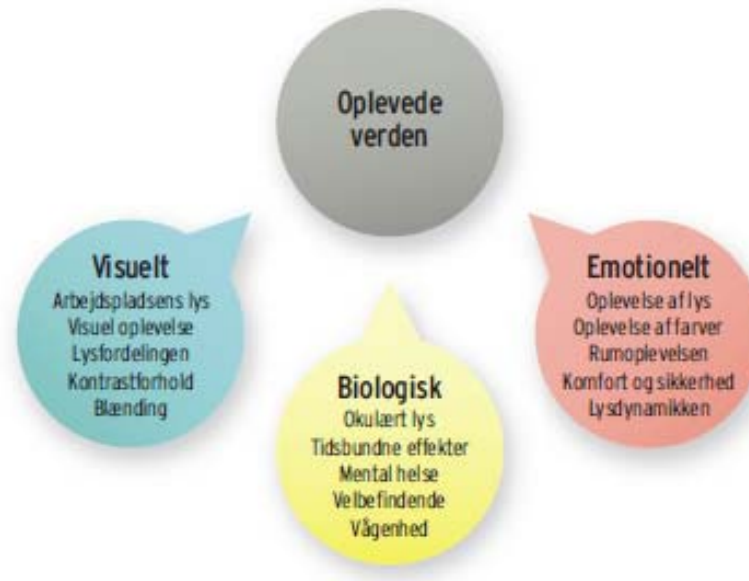 Oplevede
verden
Visuelt
Arbejdspladsens lys
Visuel oplevelse
Lysfordelingen
Kontrastforhold
Blænding
Biologisk
Okulært lys
Tidsbundne effekter
Mental helse
Velbefindende
Vågenhed
Emotionelt
Oplevelse af lys
Oplevelse af farver
Rumoplevelsen
Komfort og sikkerhed
Lysdynamikken